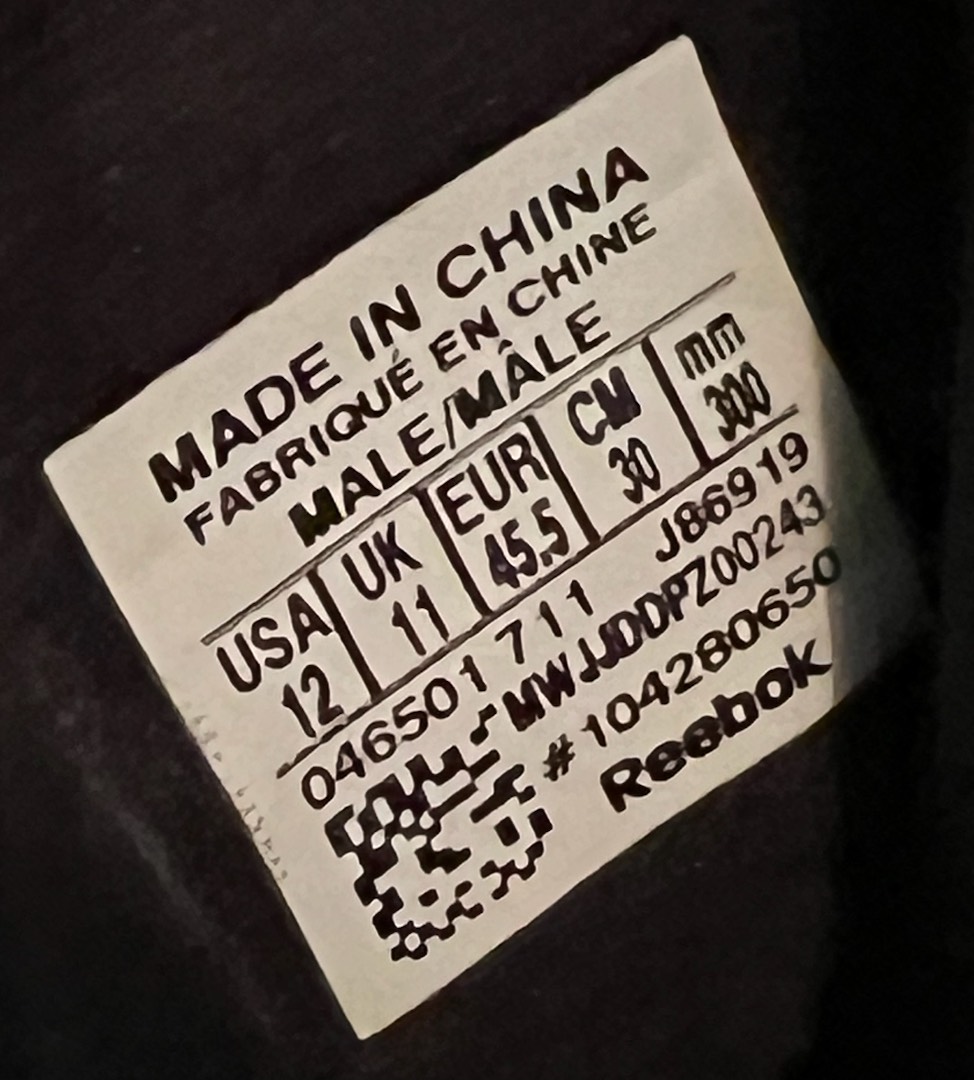 MADE IN CHINA
FABRIQUÉ EN CHINE
MALE/MÂLE
USA UK EUR CM mm
12 11 45.5 30 300
046501 711 J86919
MWJJDDPZ00243
#104280650
Reebok